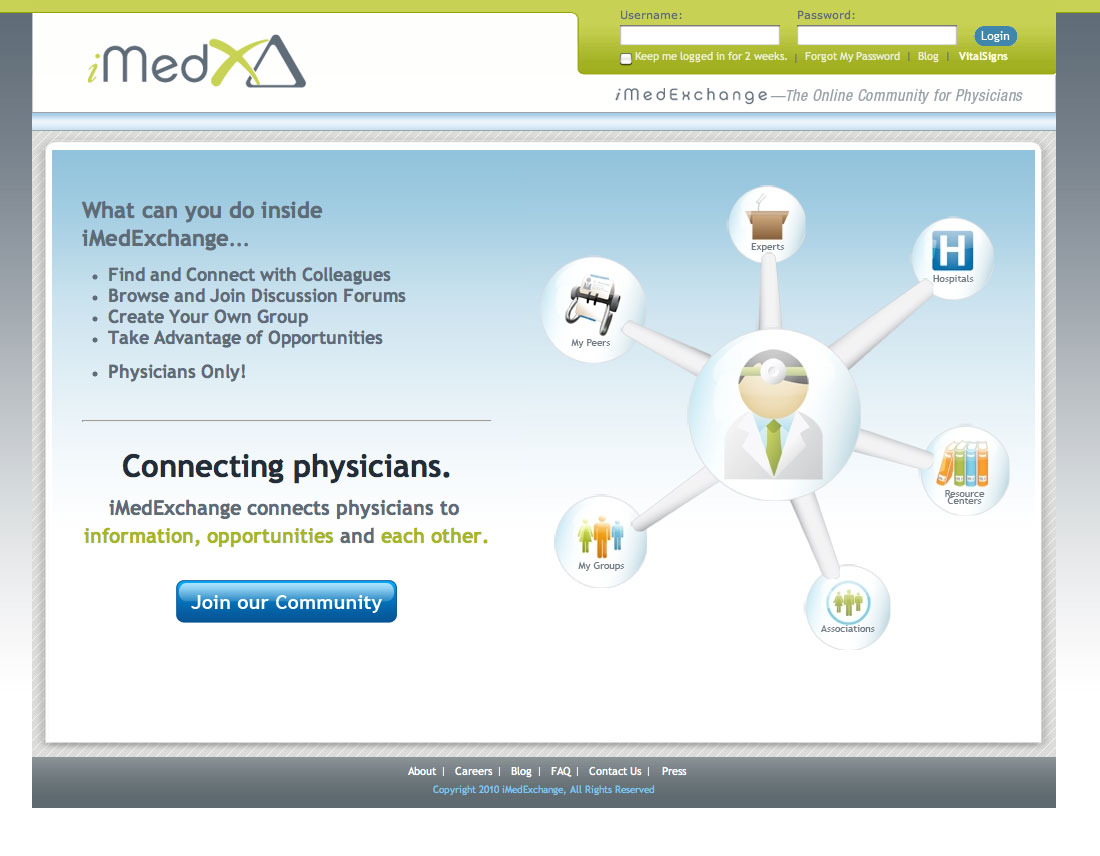 Username: Password:
Login
Keep me logged in for 2 weeks. | Forgot My Password | Blog | VitalSigns
iMedX
iMedExchange—The Online Community for Physicians
What can you do inside
iMedExchange...
• Find and Connect with Colleagues
• Browse and Join Discussion Forums
• Create Your Own Group
• Take Advantage of Opportunities
• Physicians Only!
Connecting physicians.
iMedExchange connects physicians to
information, opportunities and each other.
Join our Community
Experts
H
Hospitals
My Peers
Resource
Centers
My Groups
Associations
About | Careers | Blog | FAQ | Contact Us | Press
Copyright 2010 iMedExchange, All Rights Reserved